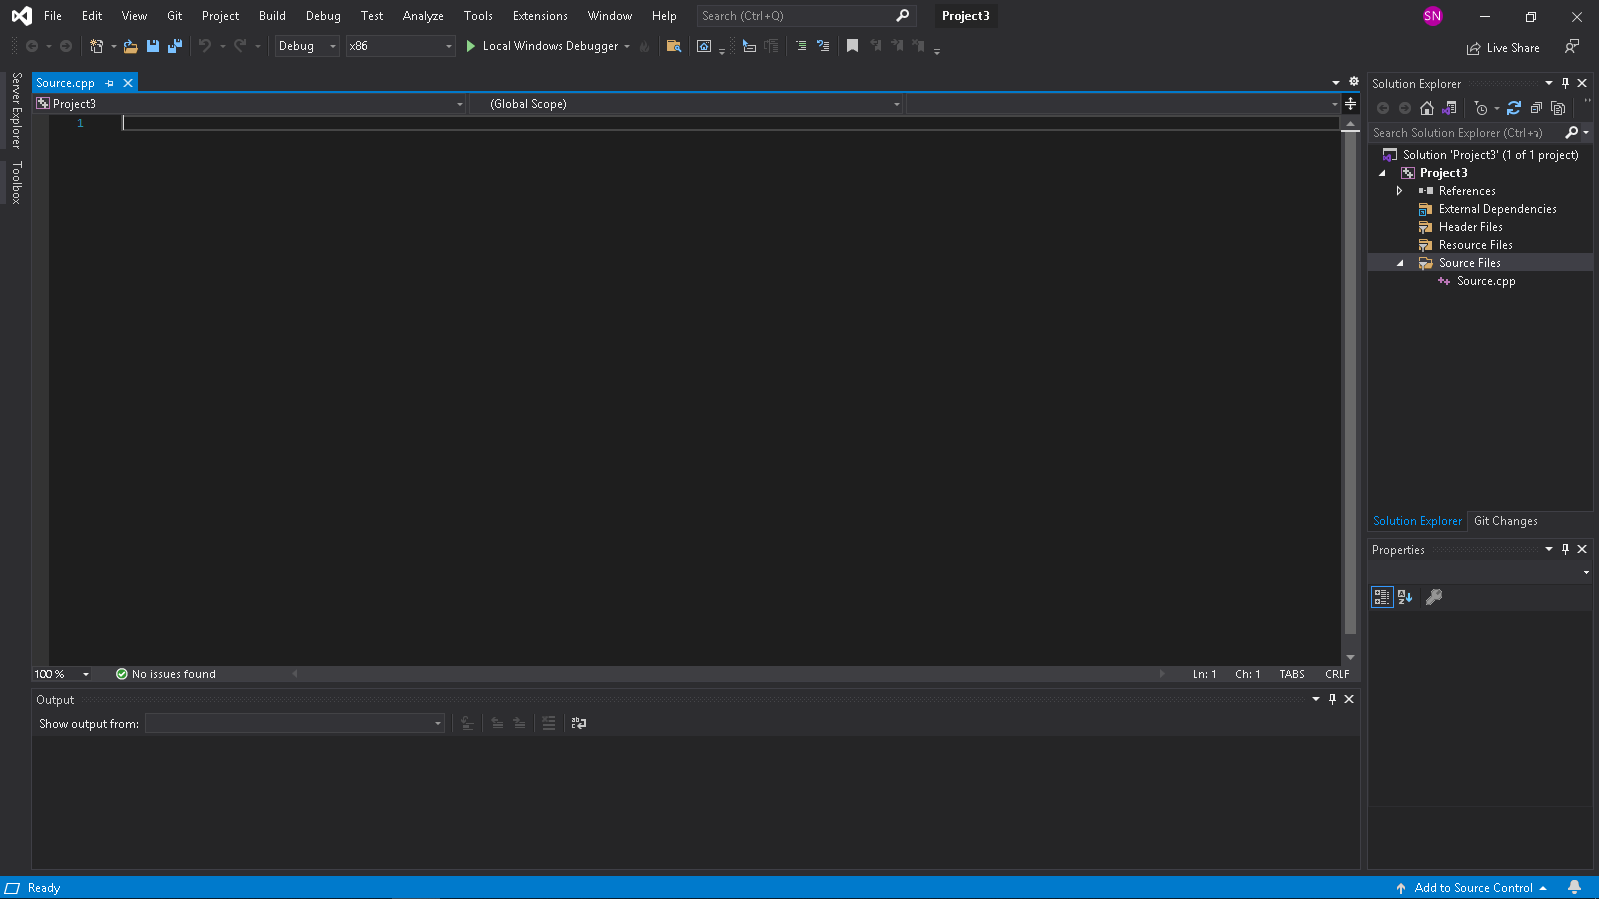 File Edit View Git Project Build Debug Test Analyze Tools Extensions Window Help Search (Ctrl+Q) Project3 SN
Debug x86 Local Windows Debugger Live Share
Server Explorer
Toolbox
Source.cpp
Project3 (Global Scope)
1
100 % No issues found Ln: 1 Ch: 1 TABS CRLF
Output
Show output from:
Solution Explorer
Search Solution Explorer (Ctrl+ו)
Solution 'Project3' (1 of 1 project)
Project3
References
External Dependencies
Header Files
Resource Files
Source Files
Source.cpp
Solution Explorer Git Changes
Properties
Ready Add to Source Control